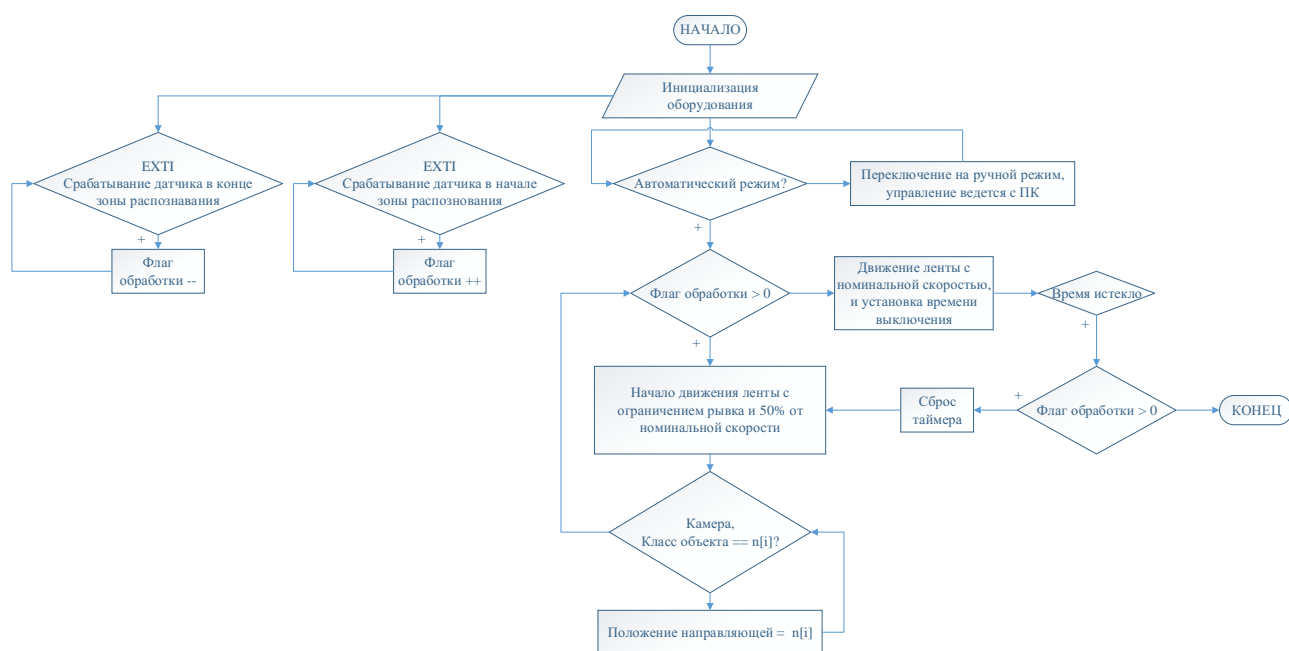 НАЧАЛО
Инициализация
оборудования
EXTI
Срабатывание датчика в конце
зоны распознавания
+
Флаг
обработки --
EXTI
Срабатывание датчика в начале
зоны распознования
+
Флаг
обработки ++
Автоматический режим?
+
Переключение на ручной режим,
управление ведется с ПК
Флаг обработки > 0
+
Движение ленты с
номинальной скоростью,
и установка времени
выключения
Время истекло
+
Начало движения ленты с
ограничением рывка и 50% от
номинальной скорости
Сброс
таймера
+
Флаг обработки > 0
КОНЕЦ
Камера,
Класс объекта == n[i]?
Положение направляющей = n[i]